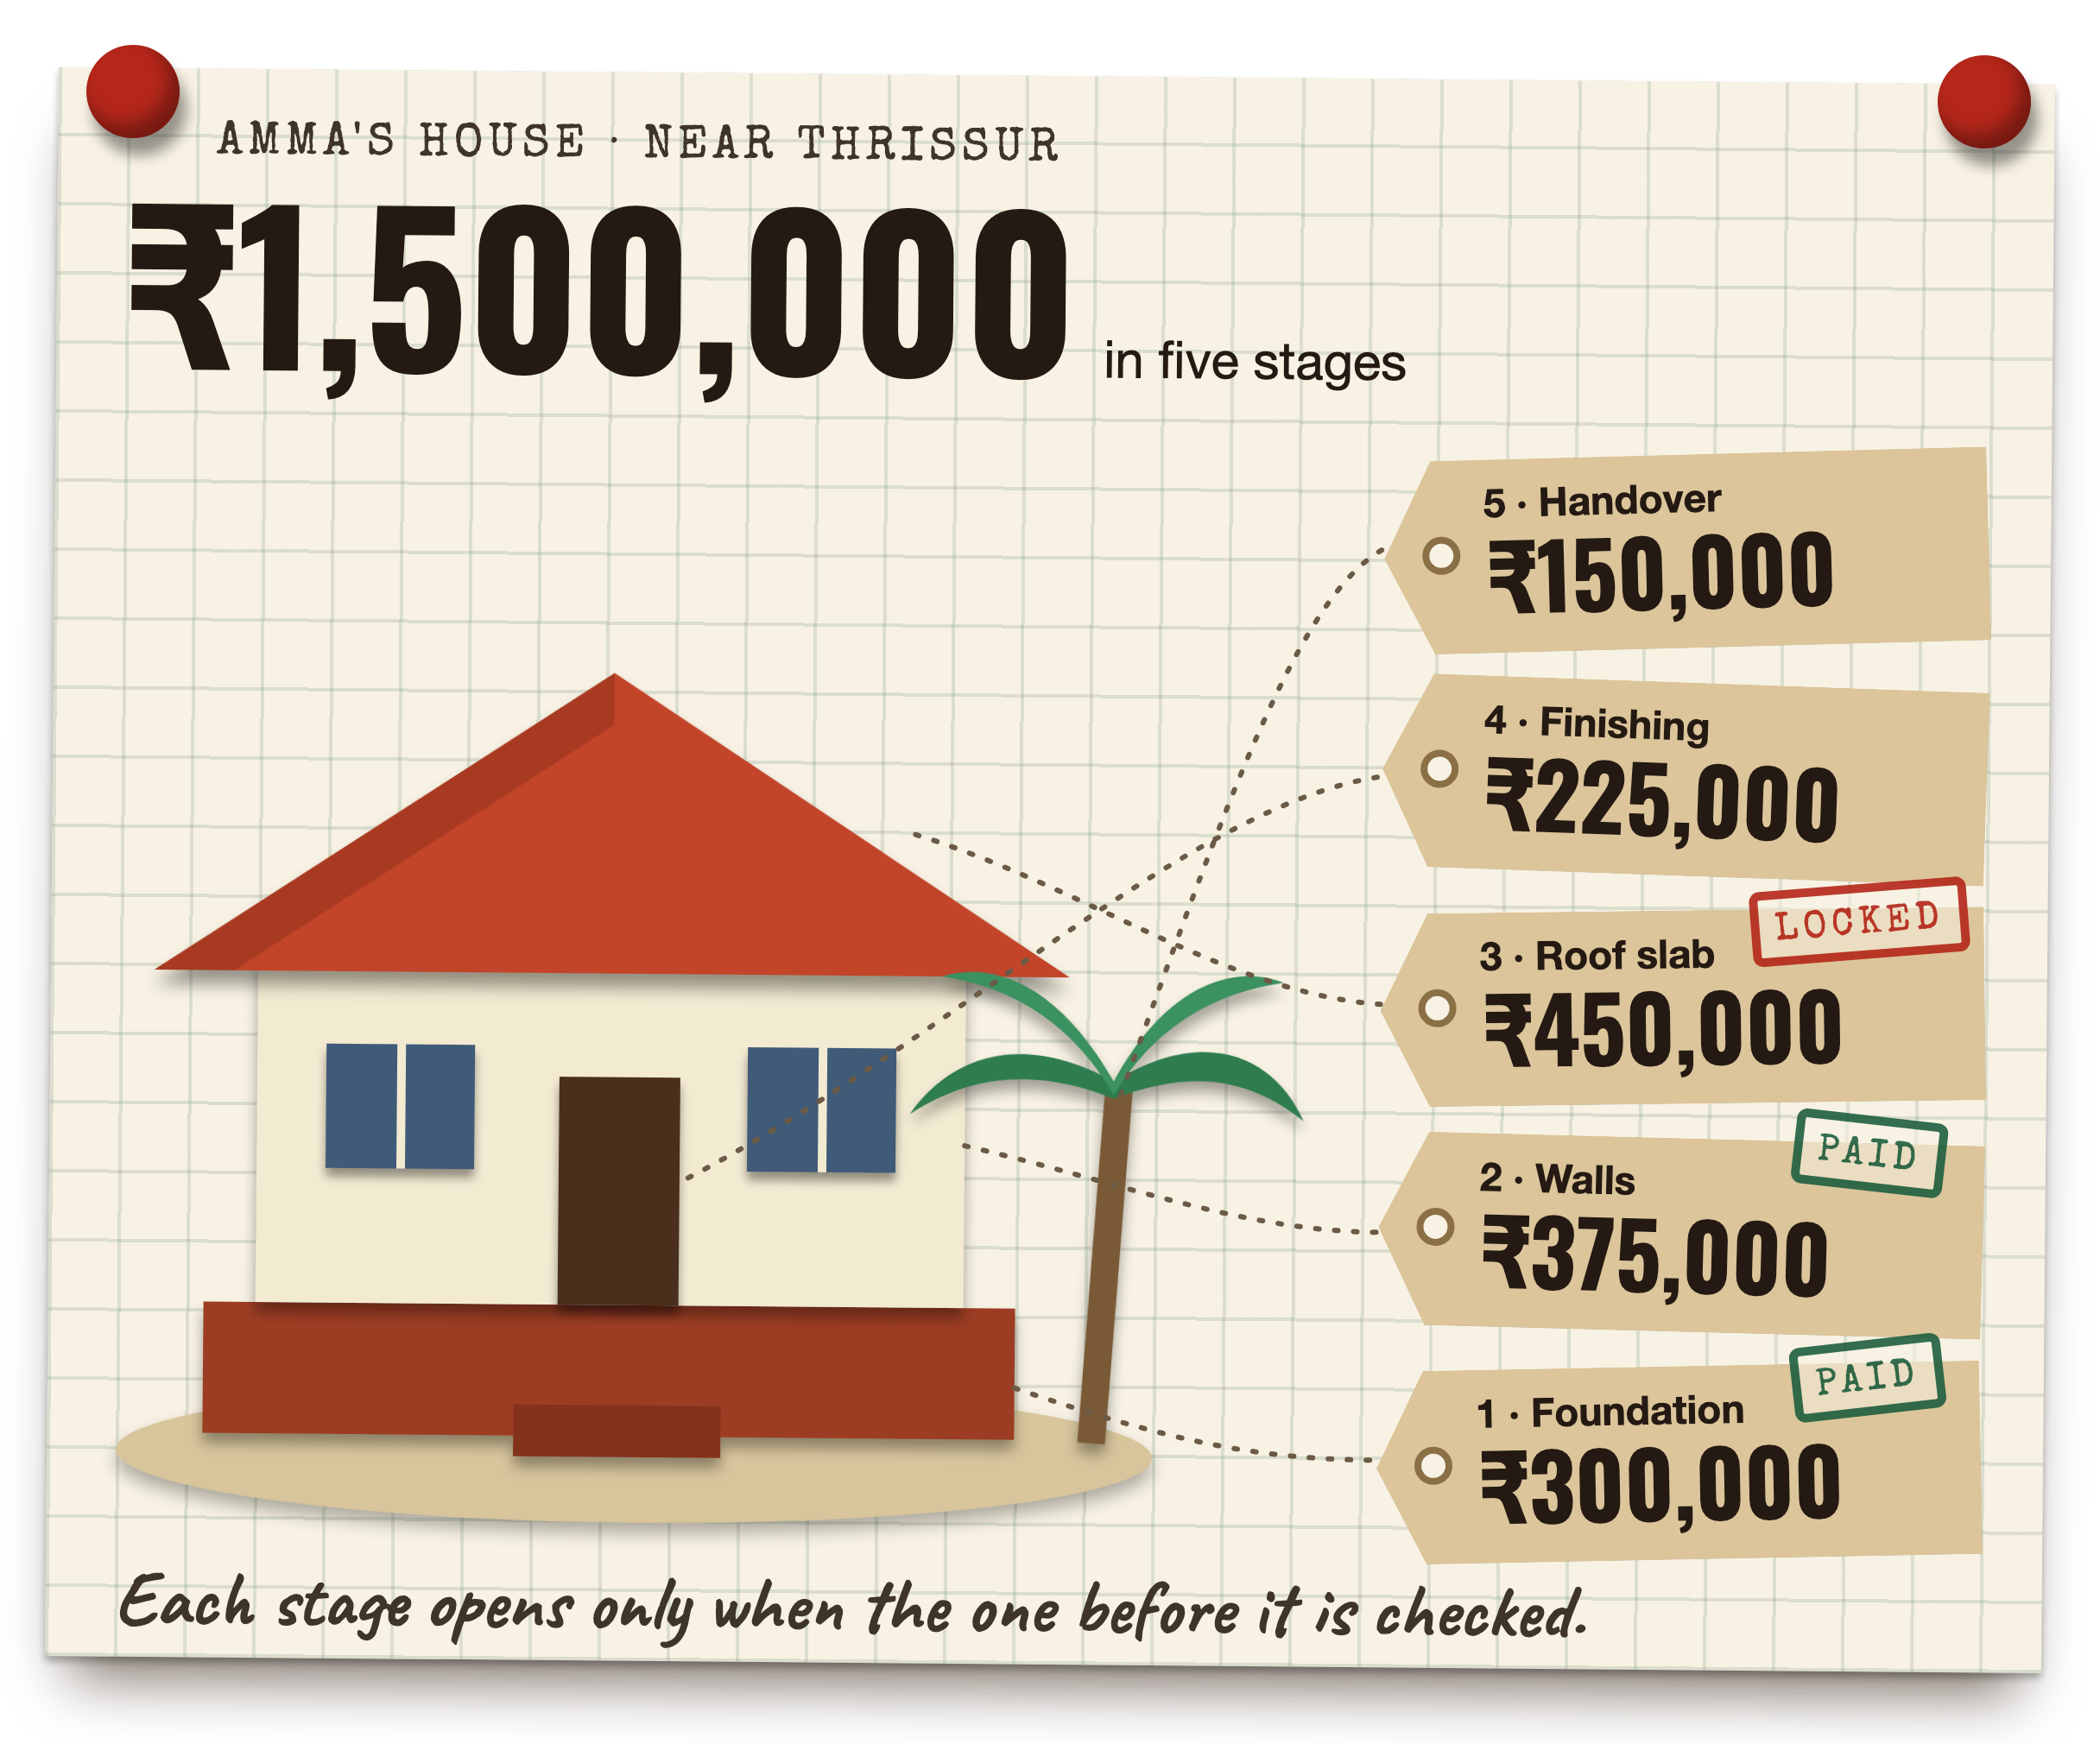 AMMA'S HOUSE · NEAR THRISSUR
₹1,500,000 in five stages
5 · Handover
₹150,000
4 · Finishing
₹225,000
LOCKED
3 · Roof slab
₹450,000
PAID
2 · Walls
₹375,000
PAID
1 · Foundation
₹300,000
Each stage opens only when the one before it is checked.